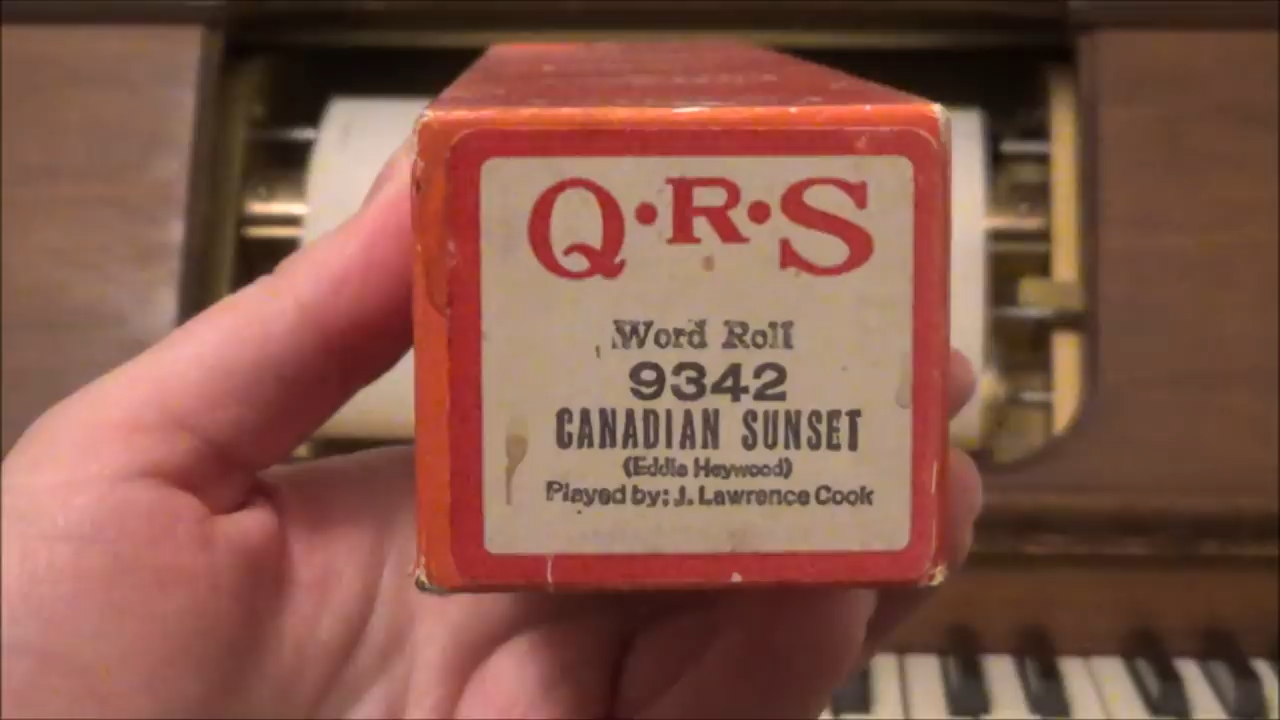 Q•R•S
Word Roll
9342
CANADIAN SUNSET
(Eddie Heywood)
Played by: J. Lawrence Cook